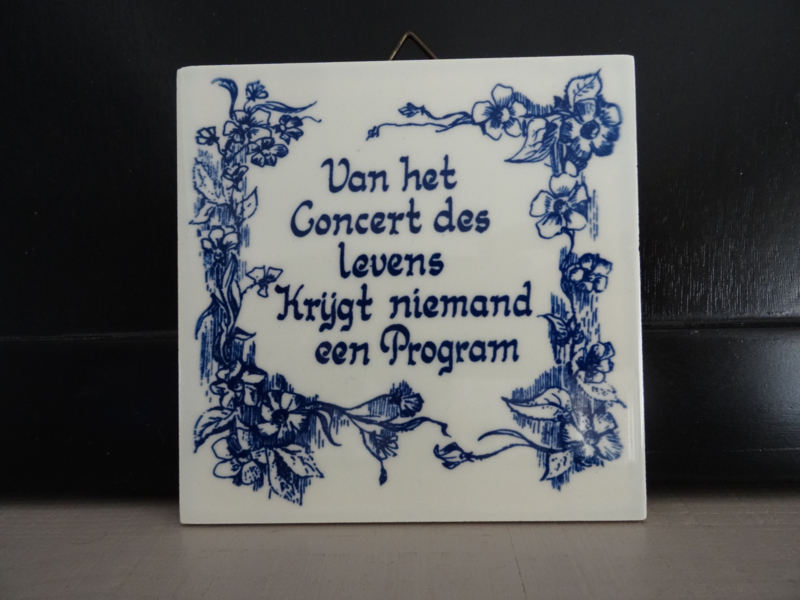 Van het
Concert des
levens
Krijgt niemand
een Program